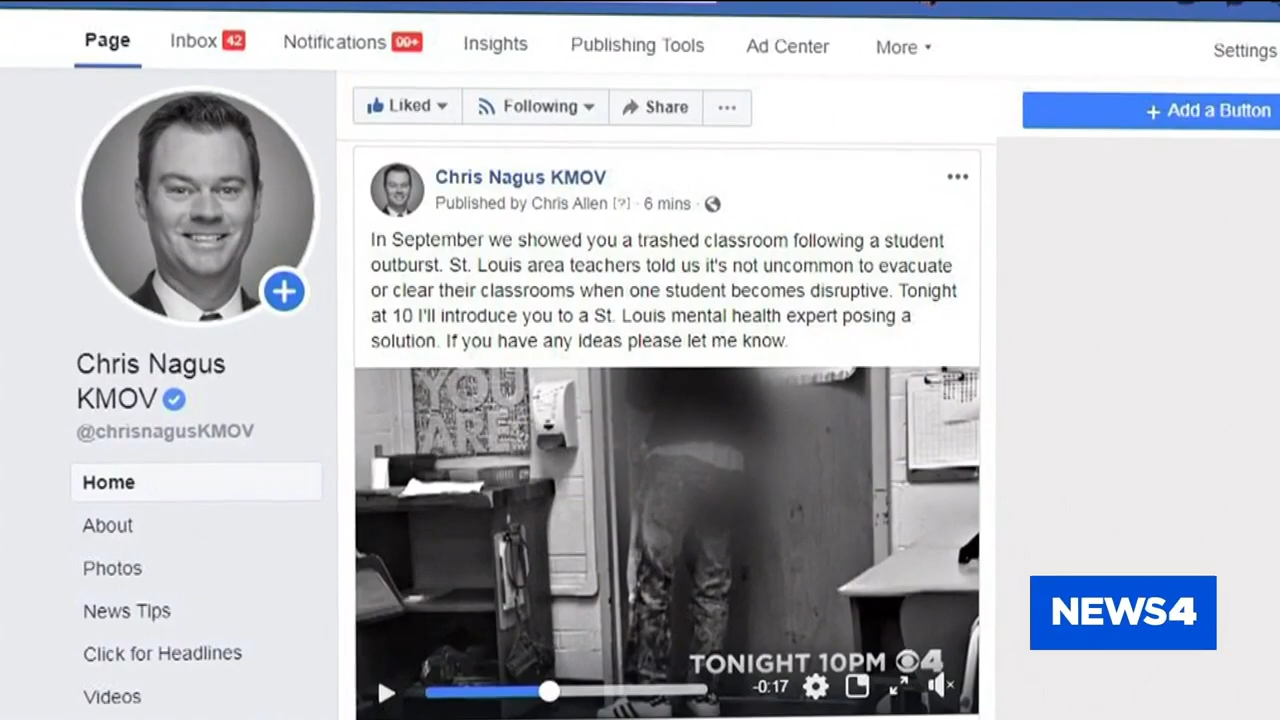 Page
Inbox 42
Notifications 99+
Insights
Publishing Tools
Ad Center
More
Settings
Liked
Following
Share
+ Add a Button
Chris Nagus KMOV
Published by Chris Allen [?] · 6 mins ·
In September we showed you a trashed classroom following a student
outburst. St. Louis area teachers told us it's not uncommon to evacuate
or clear their classrooms when one student becomes disruptive. Tonight
at 10 I'll introduce you to a St. Louis mental health expert posing a
solution. If you have any ideas please let me know.
Chris Nagus
KMOV
@chrisnagusKMOV
Home
About
Photos
News Tips
Click for Headlines
Videos
YOU
ARE
TONIGHT 10PM 4
-0:17
NEWS4